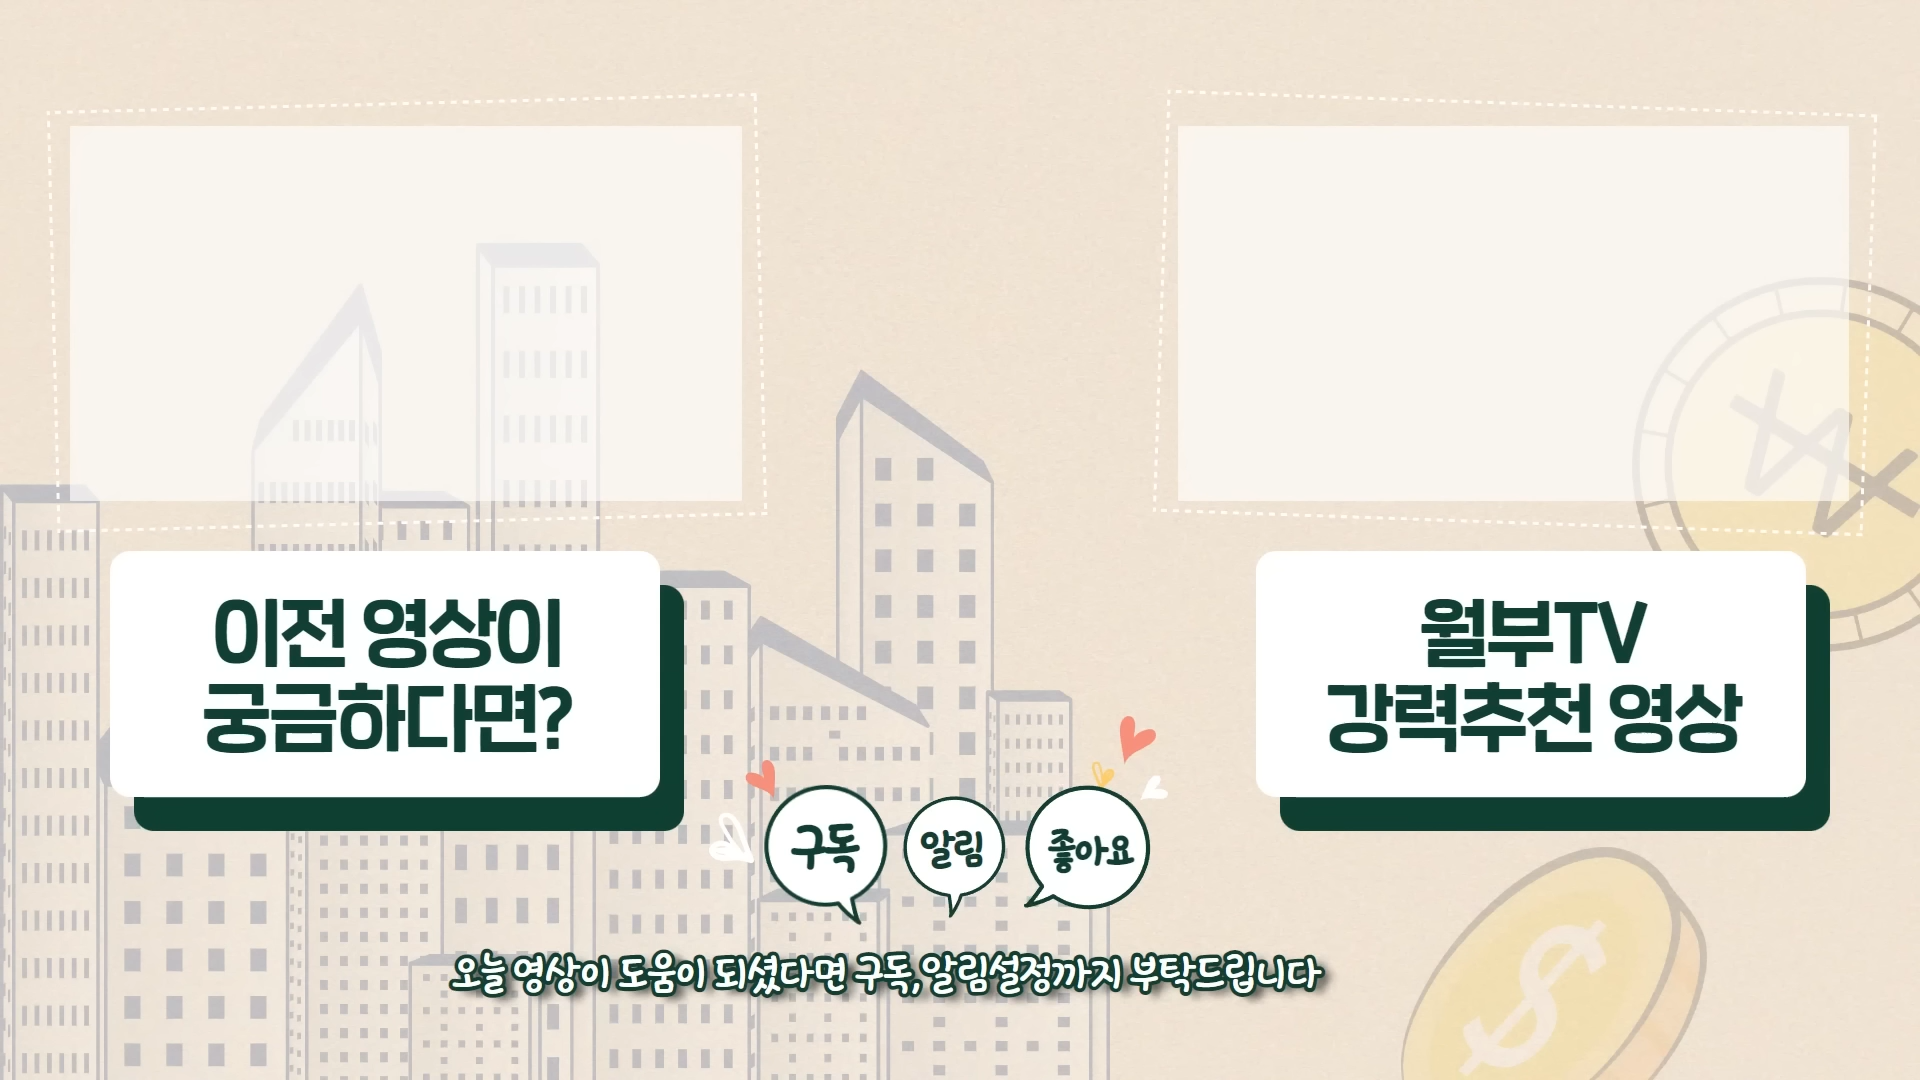 이전 영상이
궁금하다면?
월부TV
강력추천 영상
구독
알림
좋아요
오늘 영상이 도움이 되셨다면 구독, 알림설정까지 부탁드립니다